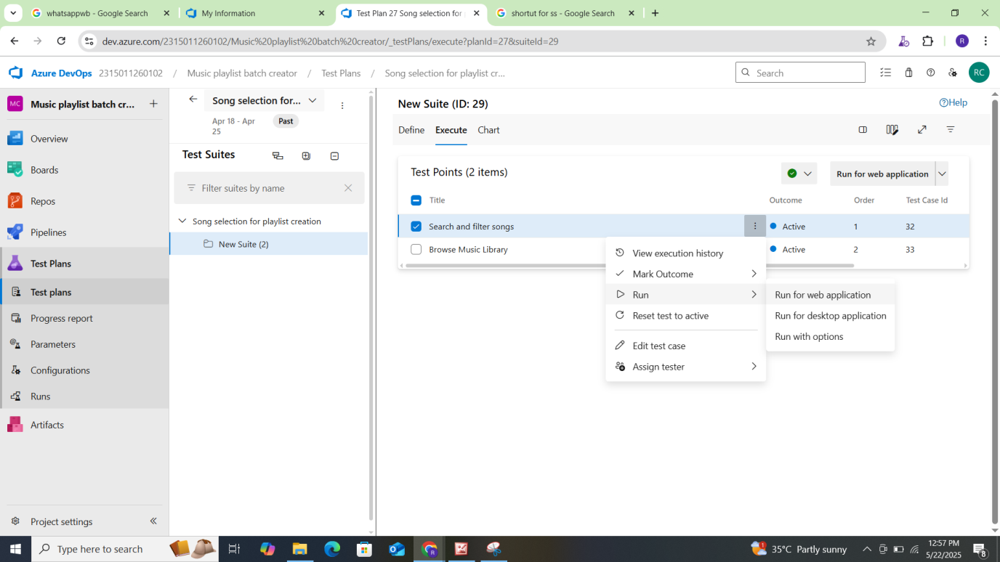 whatsappwb - Google Search
My Information
Test Plan 27 Song selection for
shortut for ss - Google Search
dev.azure.com/2315011260102/Music%20playlist%20batch%20creator/_testPlans/execute?planId=27&suiteId=29
R
Azure DevOps 2315011260102 / Music playlist batch creator / Test Plans / Song selection for playlist cr...
Search
RC
MC Music playlist batch cr...
Overview
Boards
Repos
Pipelines
Test Plans
Test plans
Progress report
Parameters
Configurations
Runs
Artifacts
Project settings
Song selection for...
Apr 18 - Apr
25
Past
Test Suites
Filter suites by name
Song selection for playlist creation
New Suite (2)
New Suite (ID: 29)
Help
Define Execute Chart
Test Points (2 items)
Run for web application
Title Outcome Order Test Case Id
Search and filter songs Active 1 32
Browse Music Library Active 2 33
View execution history
Mark Outcome
Run
Reset test to active
Edit test case
Assign tester
Run for web application
Run for desktop application
Run with options
Type here to search
1
35°C Partly sunny
12:57 PM
5/22/2025
8